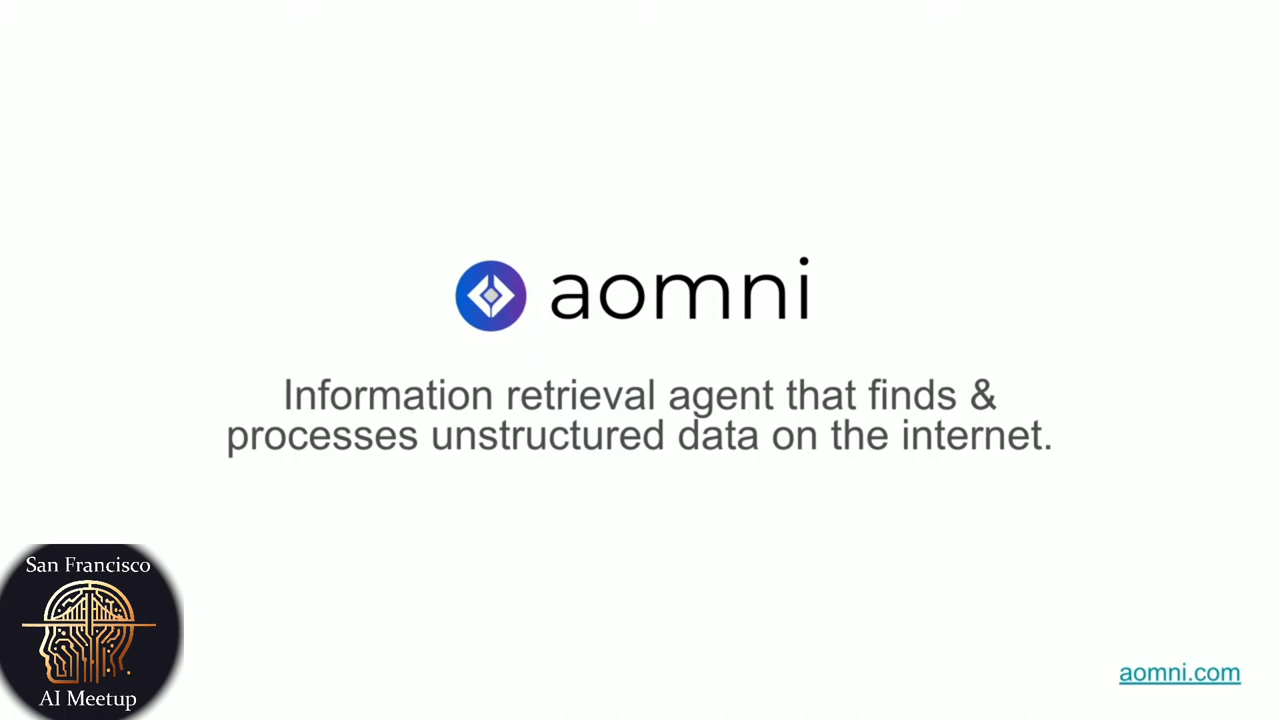 aomni
Information retrieval agent that finds &
processes unstructured data on the internet.
San Francisco
AI Meetup
aomni.com